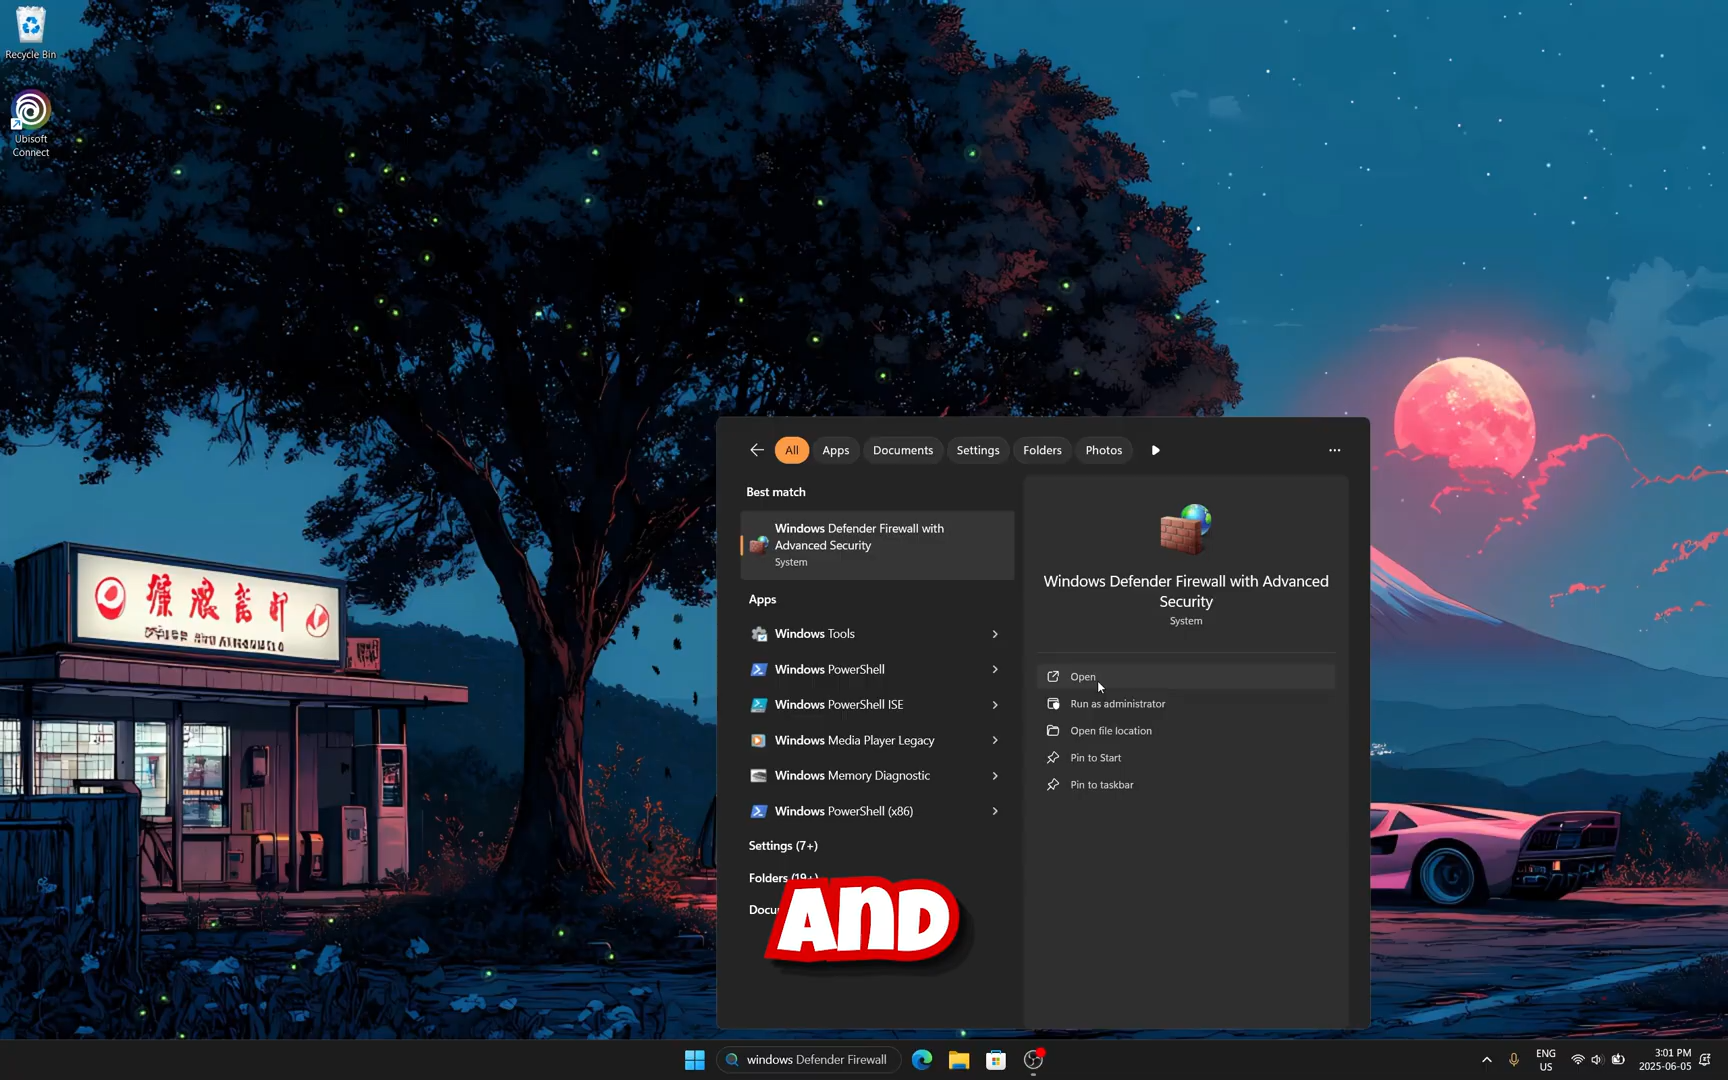 Recycle Bin
Ubisoft
Connect
All
Apps
Documents
Settings
Folders
Photos
Best match
Windows Defender Firewall with
Advanced Security
System
Apps
Windows Tools
Windows PowerShell
Windows PowerShell ISE
Windows Media Player Legacy
Windows Memory Diagnostic
Windows PowerShell (x86)
Settings (7+)
Folders (19+)
Docu
AND
Windows Defender Firewall with Advanced
Security
System
Open
Run as administrator
Open file location
Pin to Start
Pin to taskbar
windows Defender Firewall
ENG
US
3:01 PM
2025-06-05